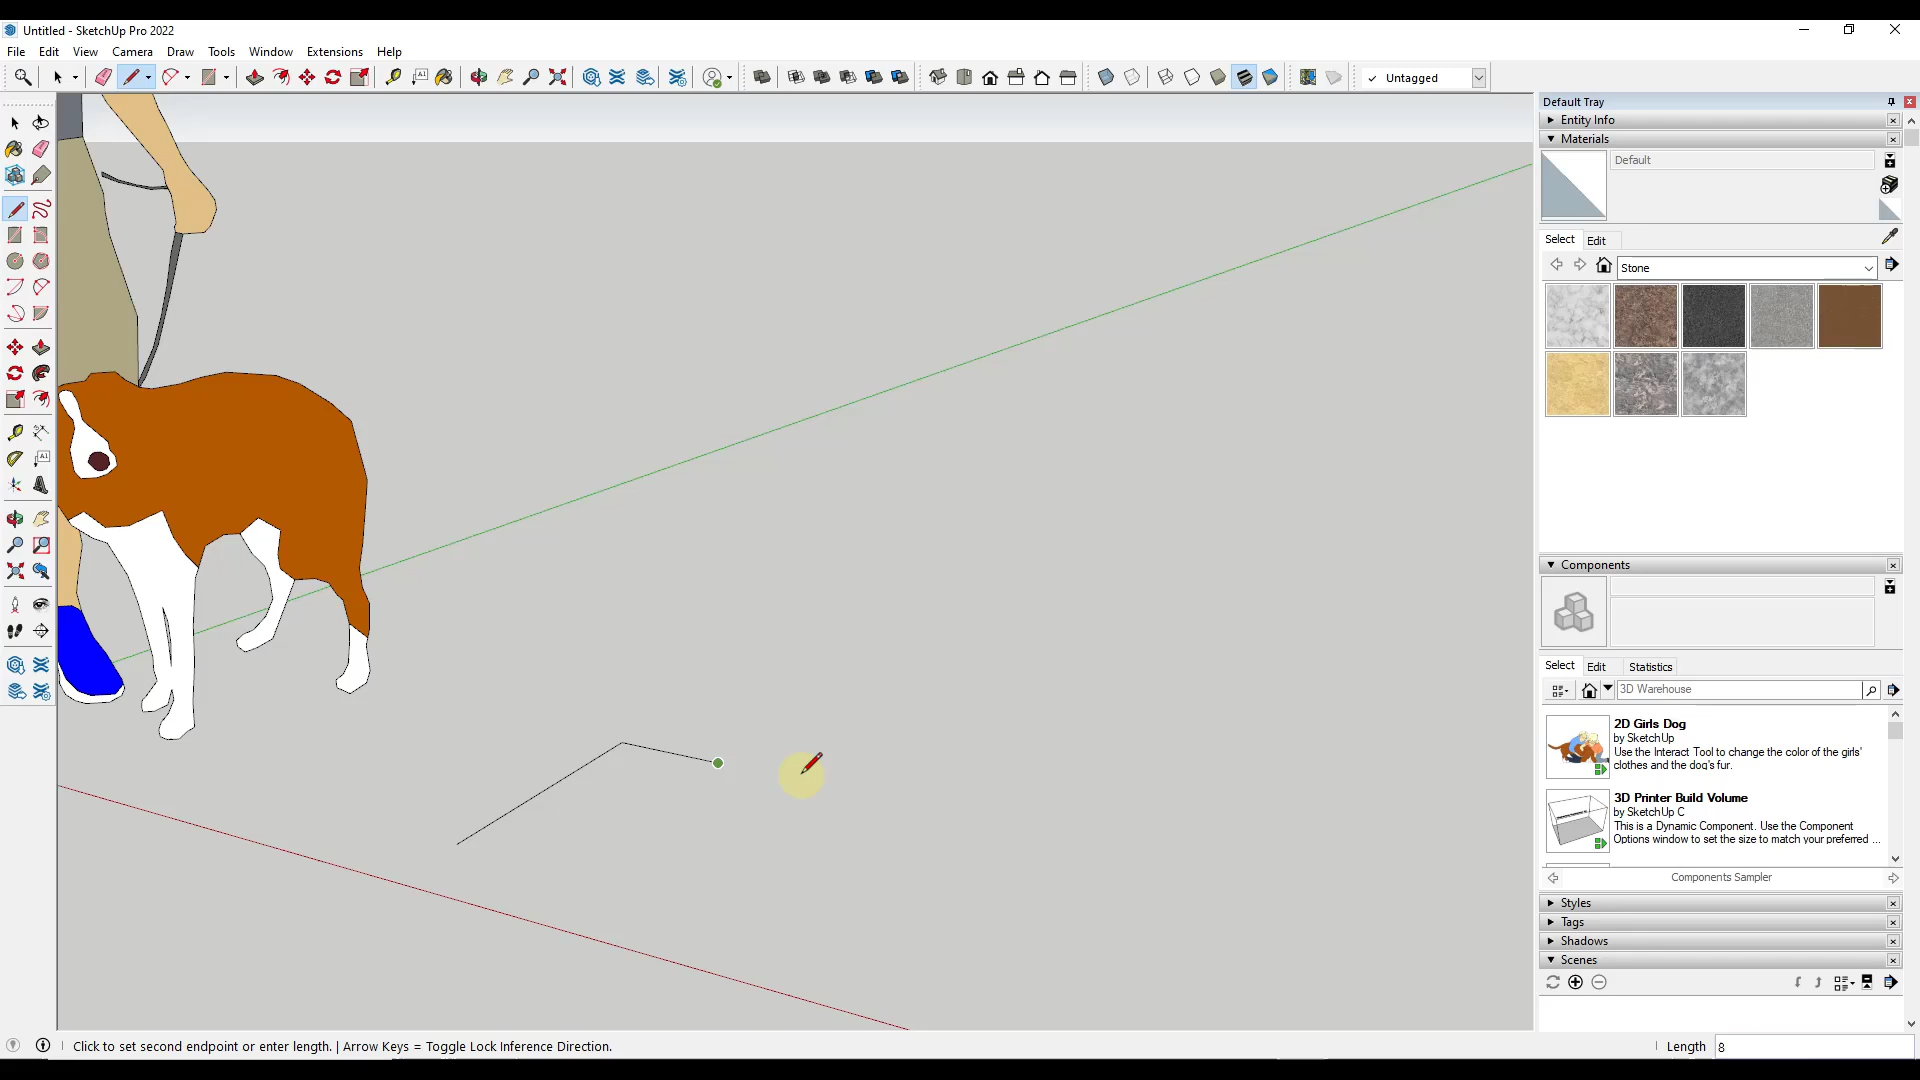 Untitled - SketchUp Pro 2022
File Edit View Camera Draw Tools Window Extensions Help
A1
✓ Untagged
Default Tray
Entity Info
Materials
Default
Select Edit
Stone
A1
Components
Select Edit Statistics
3D Warehouse
2D Girls Dog
by SketchUp
Use the Interact Tool to change the color of the girls'
clothes and the dog's fur.
3D Printer Build Volume
by SketchUp C
This is a Dynamic Component. Use the Component
Options window to set the size to match your preferred ...
Components Sampler
Styles
Tags
Shadows
Scenes
Click to set second endpoint or enter length. | Arrow Keys = Toggle Lock Inference Direction.
Length 8